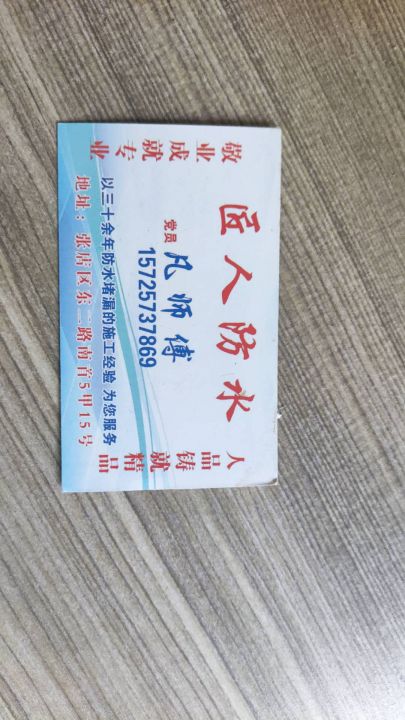 匠人防水
敬业成就专业
人品铸就精品
党员 凡师傅
15725737869
以三十余年防水堵漏的施工经验 为您服务
地址：张店区东二路南首5甲15号